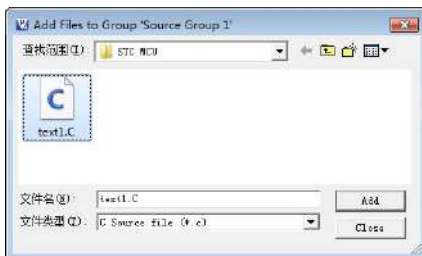 Add Files to Group 'Source Group 1'
查找范围(I): STC MCU
text1.C
文件名(N): text1.C Add
文件类型(T): C Source file (*.c) Close